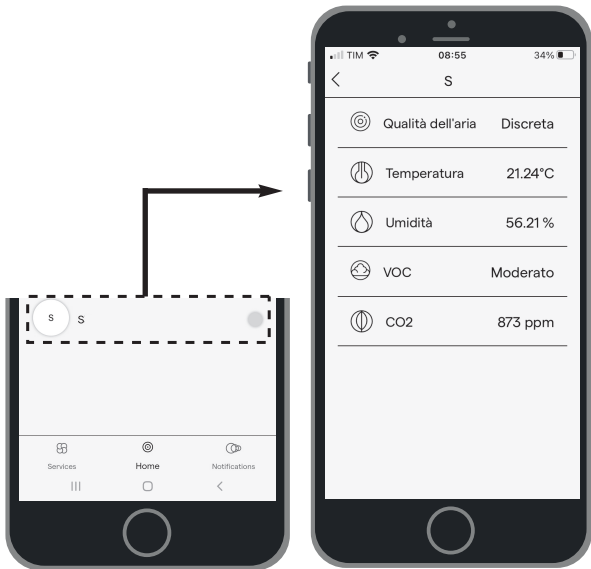 S S
Services Home Notifications
TIM 08:55 34%
S
Qualità dell'aria Discreta
Temperatura 21.24°C
Umidità 56.21 %
VOC Moderato
CO2 873 ppm